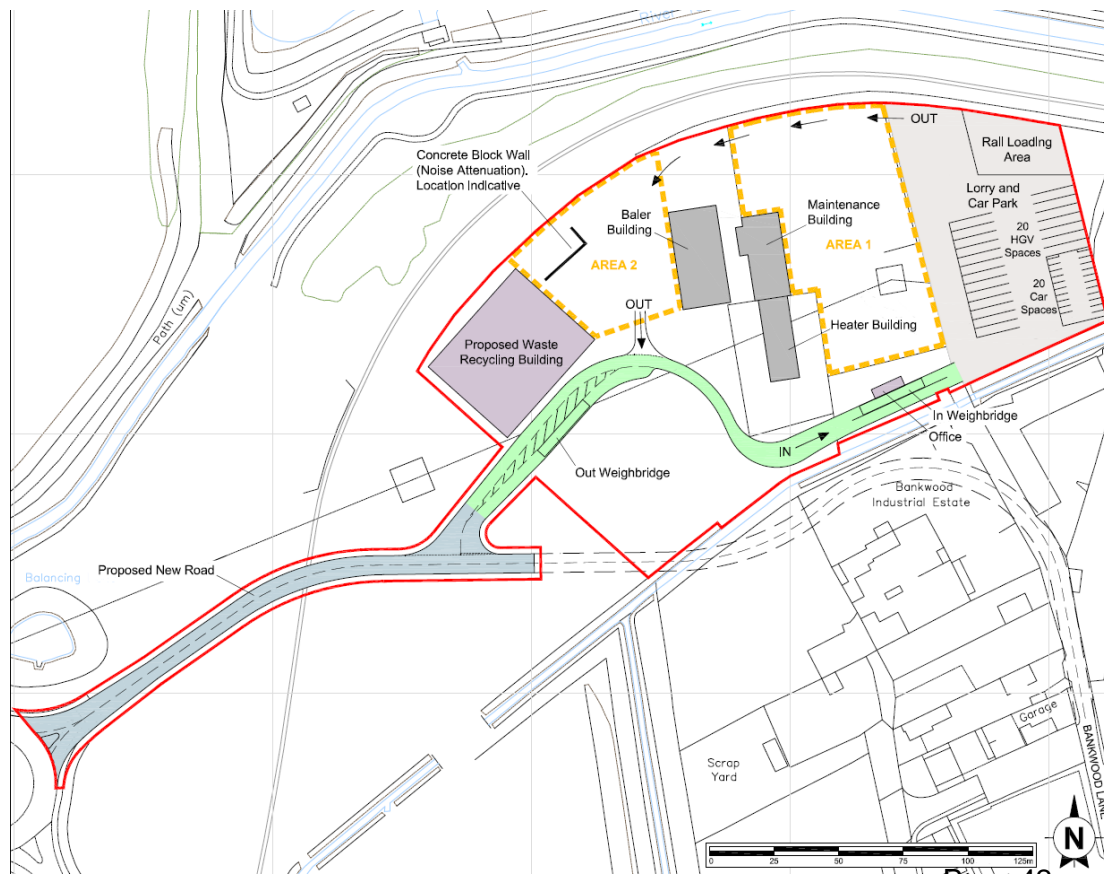 River
OUT
Rail Loading
Area
Concrete Block Wall
(Noise Attenuation).
Location Indicative
Lorry and
Car Park
Maintenance
Building
Baler
Building
20
HGV
Spaces
AREA 1
AREA 2
20
Car
Spaces
OUT
Path (um)
Heater Building
Proposed Waste
Recycling Building
In Weighbridge
Office
IN
Out Weighbridge
Bankwood
Industrial Estate
Proposed New Road
Balancing
Garage
Scrap
Yard
BANKWOOD LANE
N
0 25 50 75 100 125m